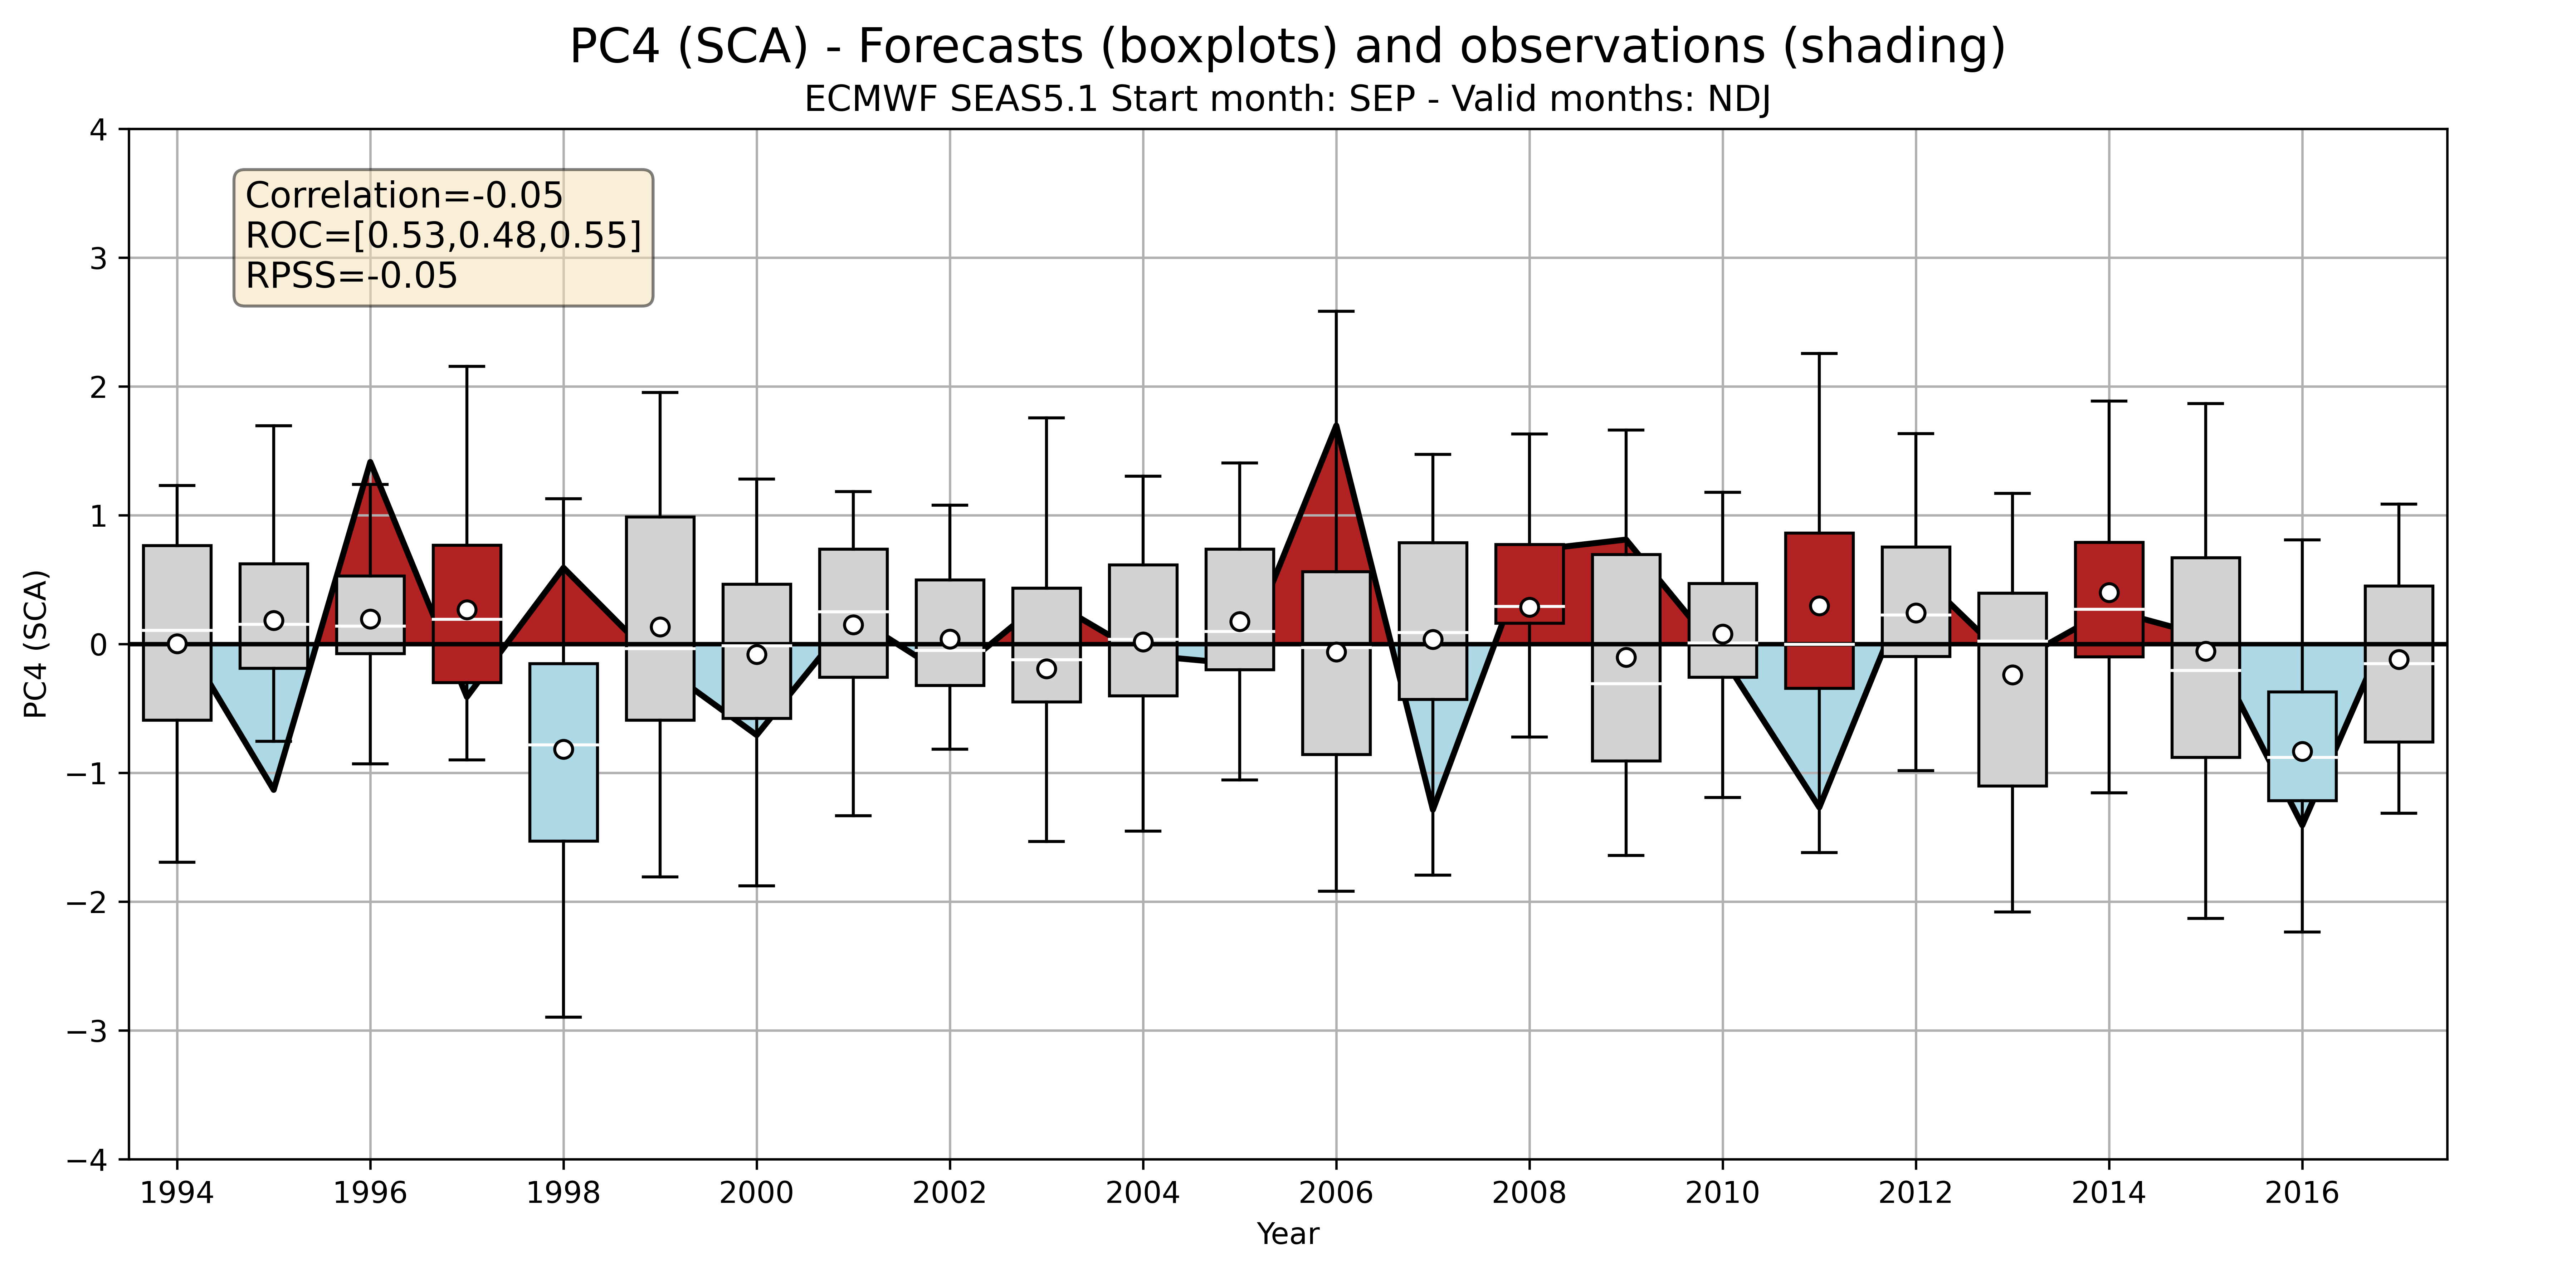 PC4 (SCA) - Forecasts (boxplots) and observations (shading)
ECMWF SEAS5.1 Start month: SEP - Valid months: NDJ
Correlation=-0.05
ROC=[0.53,0.48,0.55]
RPSS=-0.05
PC4 (SCA)
4
3
2
1
0
−1
−2
−3
−4
1994 1996 1998 2000 2002 2004 2006 2008 2010 2012 2014 2016
Year